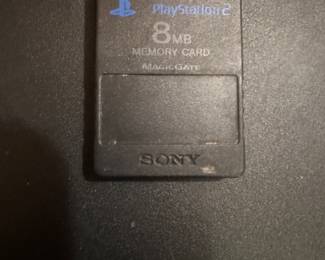 PlayStation 2
8MB
MEMORY CARD
MAGICGATE
SONY